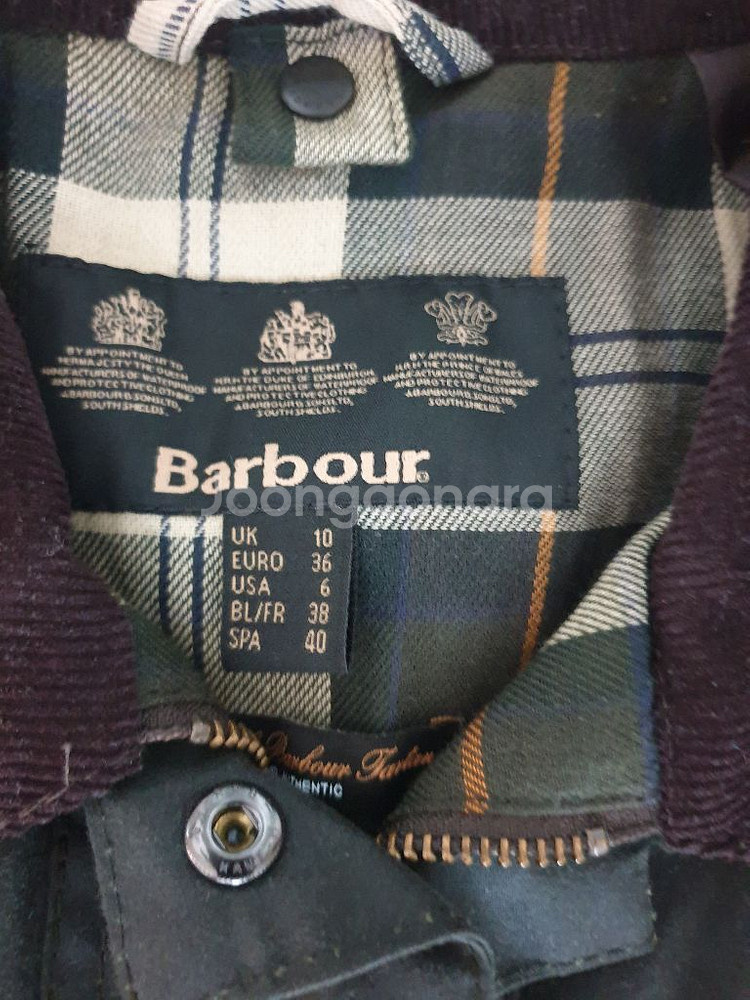 BY APPOINTMENT TO
HER MAJESTY THE QUEEN
MANUFACTURERS OF WATERPROOF
AND PROTECTIVE CLOTHING
J.BARBOUR & SONS LTD.
SOUTH SHIELDS.
BY APPOINTMENT TO
H.R.H. THE DUKE OF EDINBURGH
MANUFACTURERS OF WATERPROOF
AND PROTECTIVE CLOTHING
J.BARBOUR & SONS LTD.
SOUTH SHIELDS.
BY APPOINTMENT TO
H.R.H. THE PRINCE OF WALES
MANUFACTURERS OF WATERPROOF
AND PROTECTIVE CLOTHING
J.BARBOUR & SONS LTD.
SOUTH SHIELDS.
Barbour
Joonggonara
UK 10
EURO 36
USA 6
BL/FR 38
SPA 40
Barbour Tartan
AUTHENTIC